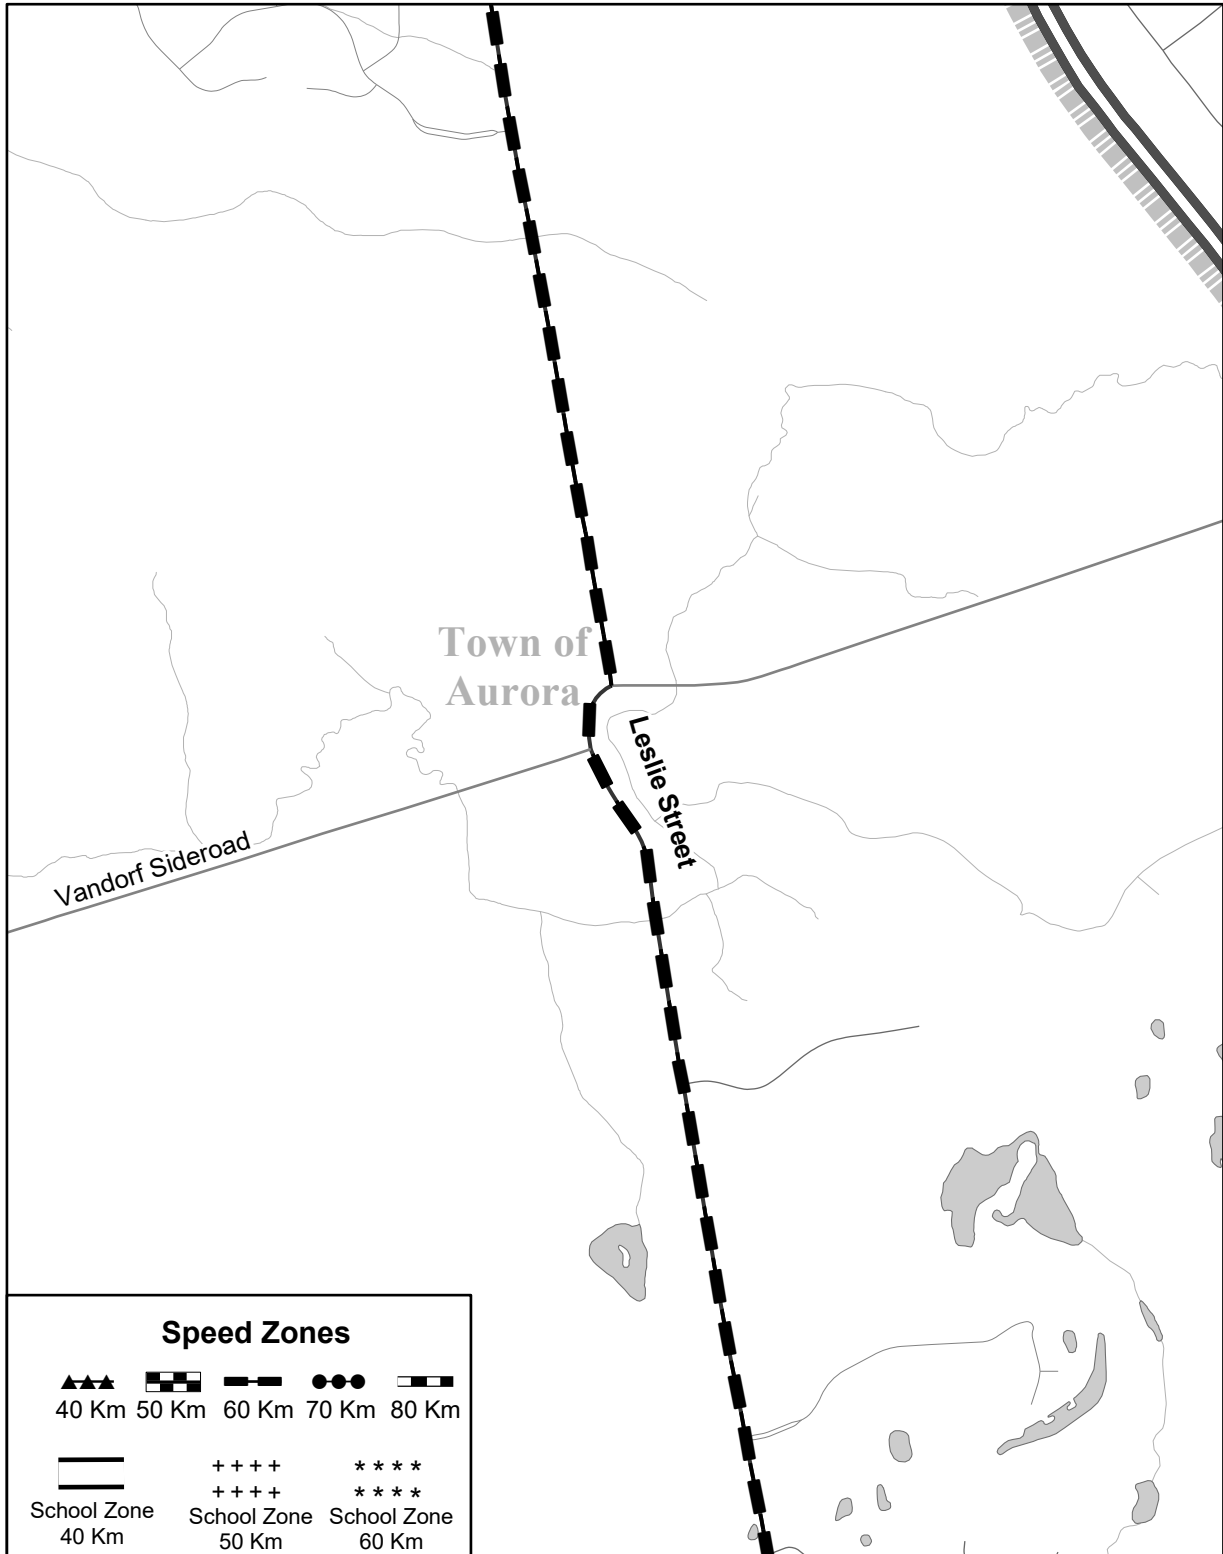 Town of
Aurora
Leslie Street
Vandorf Sideroad
Speed Zones
40 Km 50 Km 60 Km 70 Km 80 Km
+ + + + * * * *
+ + + + * * * *
School Zone School Zone School Zone
40 Km 50 Km 60 Km